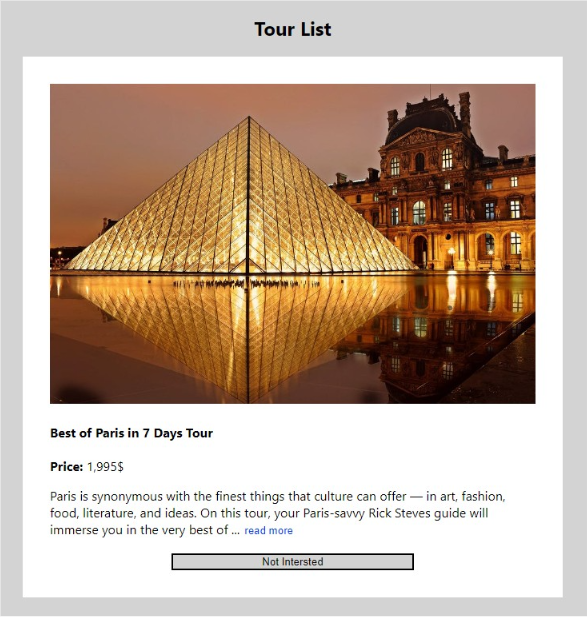 Tour List
Best of Paris in 7 Days Tour
Price: 1,995$
Paris is synonymous with the finest things that culture can offer — in art, fashion,
food, literature, and ideas. On this tour, your Paris-savvy Rick Steves guide will
immerse you in the very best of ... read more
Not Intersted